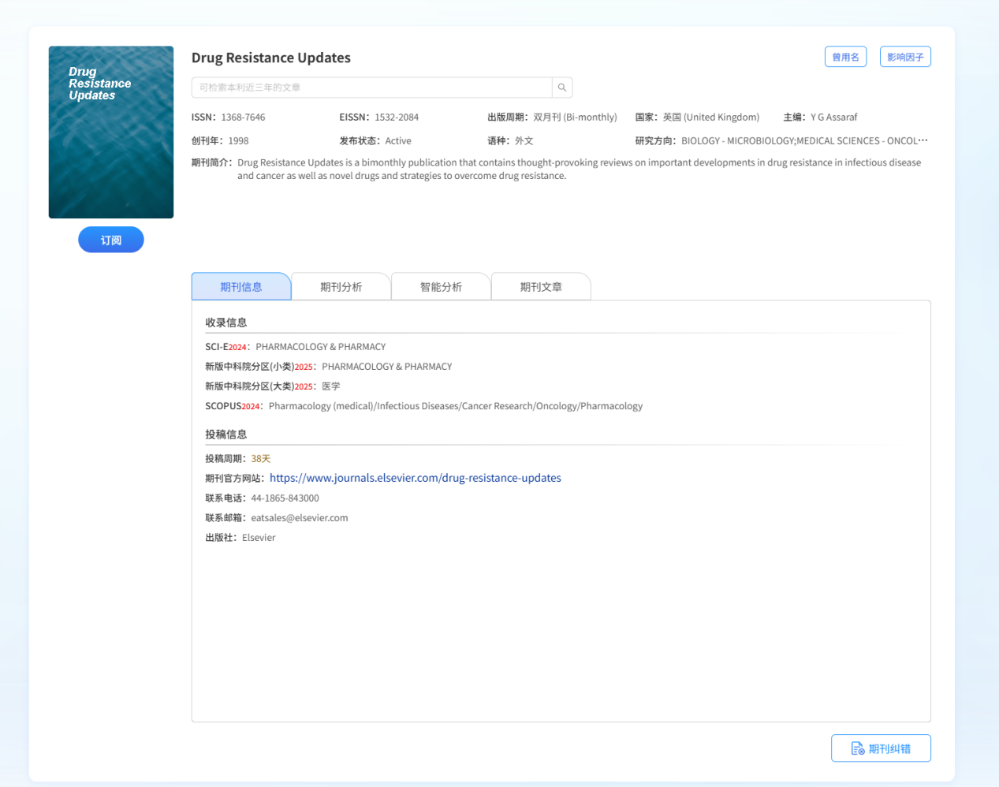 Drug
Resistance
Updates
订阅
Drug Resistance Updates
曾用名
影响因子
可检索本刊近三年的文章
ISSN：1368-7646
EISSN：1532-2084
出版周期：双月刊 (Bi-monthly)
国家：英国 (United Kingdom)
主编：Y G Assaraf
创刊年：1998
发布状态：Active
语种：外文
研究方向：BIOLOGY - MICROBIOLOGY;MEDICAL SCIENCES - ONCOL···
期刊简介：Drug Resistance Updates is a bimonthly publication that contains thought-provoking reviews on important developments in drug resistance in infectious disease
and cancer as well as novel drugs and strategies to overcome drug resistance.
期刊信息
期刊分析
智能分析
期刊文章
收录信息
SCI-E2024：PHARMACOLOGY & PHARMACY
新版中科院分区(小类)2025：PHARMACOLOGY & PHARMACY
新版中科院分区(大类)2025：医学
SCOPUS2024：Pharmacology (medical)/Infectious Diseases/Cancer Research/Oncology/Pharmacology
投稿信息
投稿周期：38天
期刊官方网站：https://www.journals.elsevier.com/drug-resistance-updates
联系电话：44-1865-843000
联系邮箱：eatsales@elsevier.com
出版社：Elsevier
期刊纠错